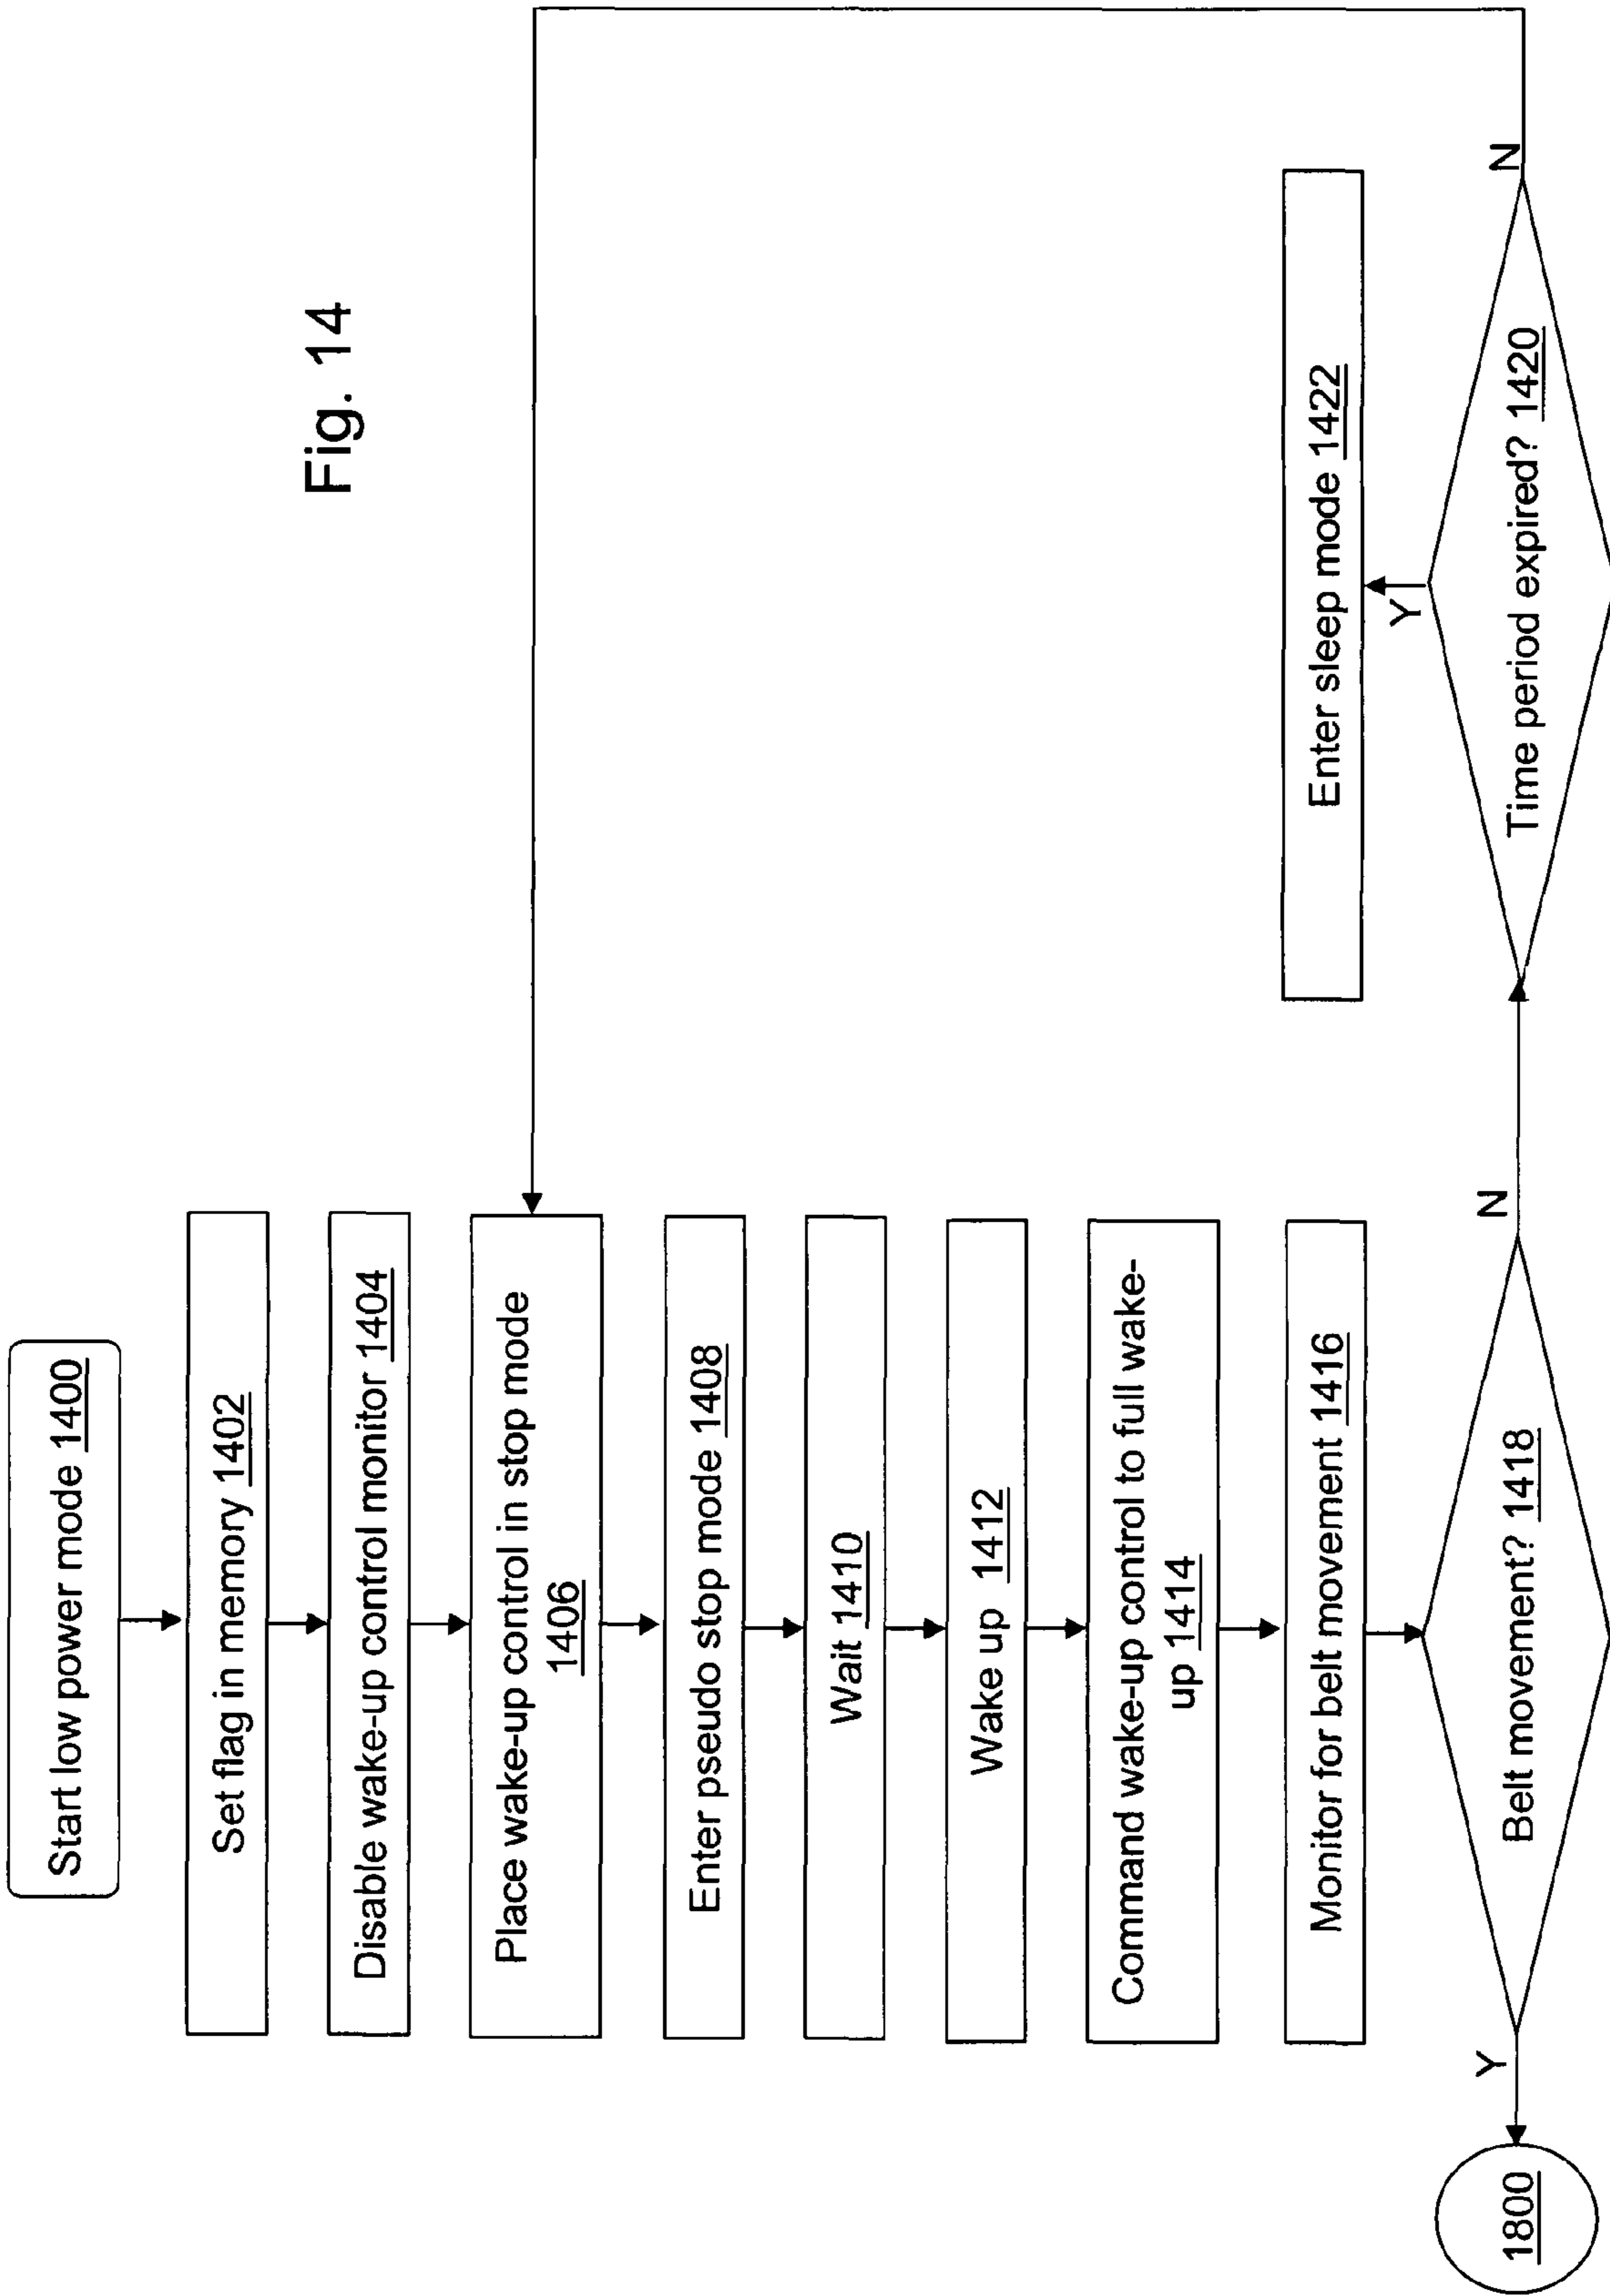 Fig. 14
Start low power mode 1400
Set flag in memory 1402
Disable wake-up control monitor 1404
Place wake-up control in stop mode
1406
Enter pseudo stop mode 1408
Wait 1410
Wake up 1412
Command wake-up control to full wake-
up 1414
Monitor for belt movement 1416
Belt movement? 1418
Y
1800
N
Time period expired? 1420
Y
Enter sleep mode 1422
N